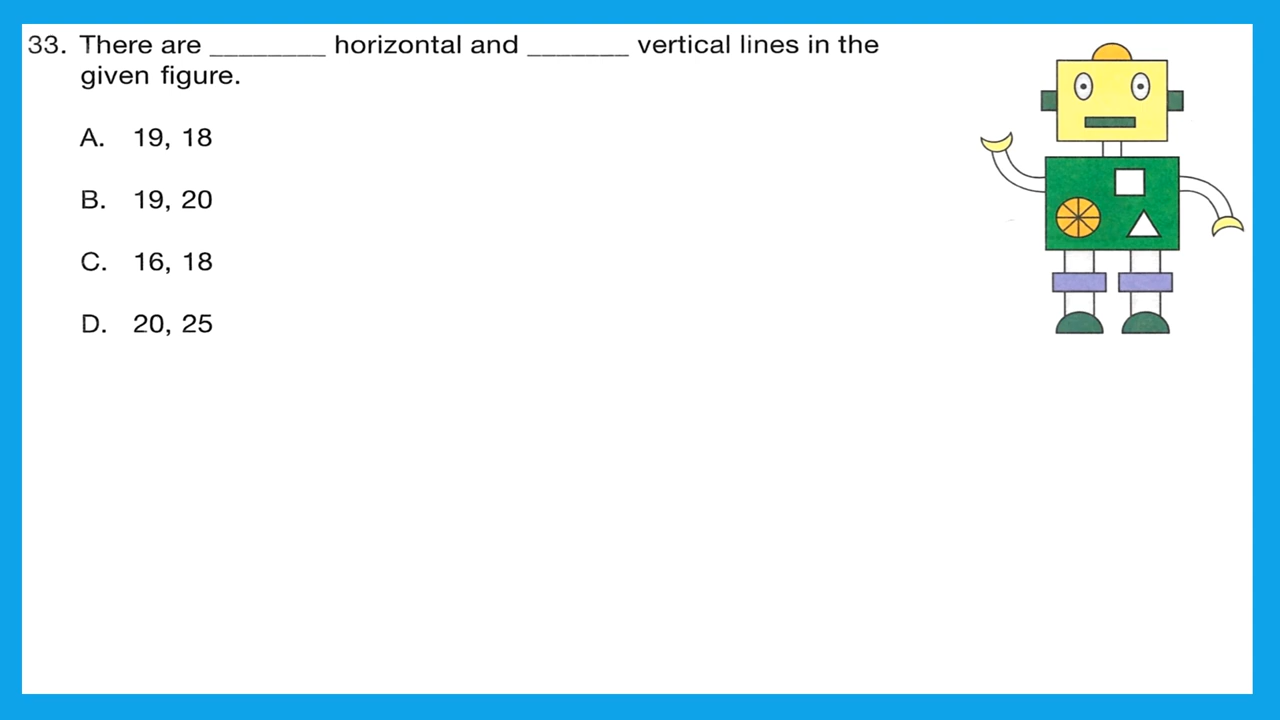 33. There are ________ horizontal and _______ vertical lines in the
given figure.
A. 19, 18
B. 19, 20
C. 16, 18
D. 20, 25